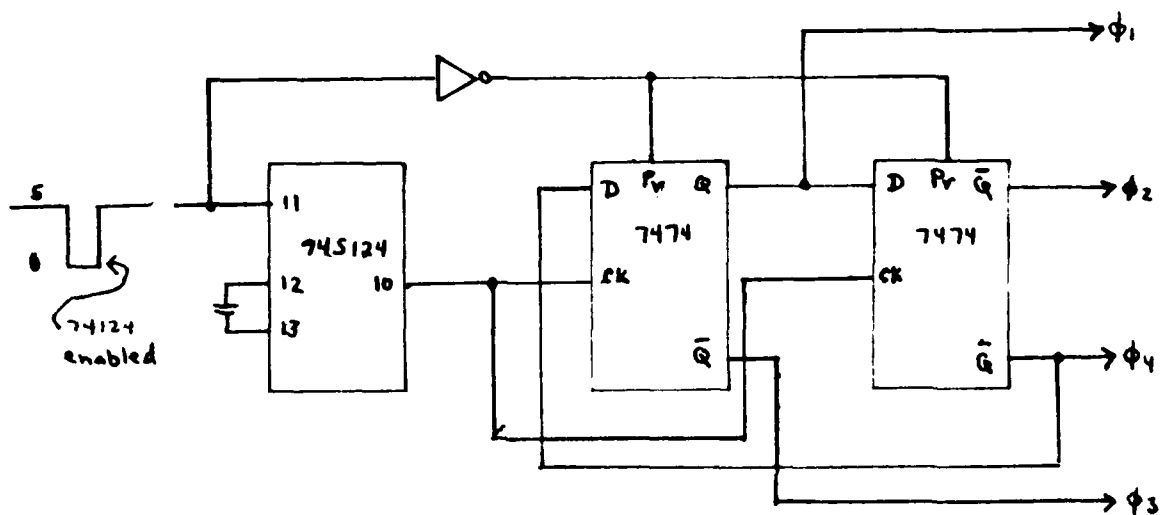 ϕ1
5
0
74124
enabled
11
12
13
10
74S124
D Pr Q
7474
CK
Q̄
D Pr Q̄
7474
CK
Q̄
ϕ2
ϕ4
ϕ3